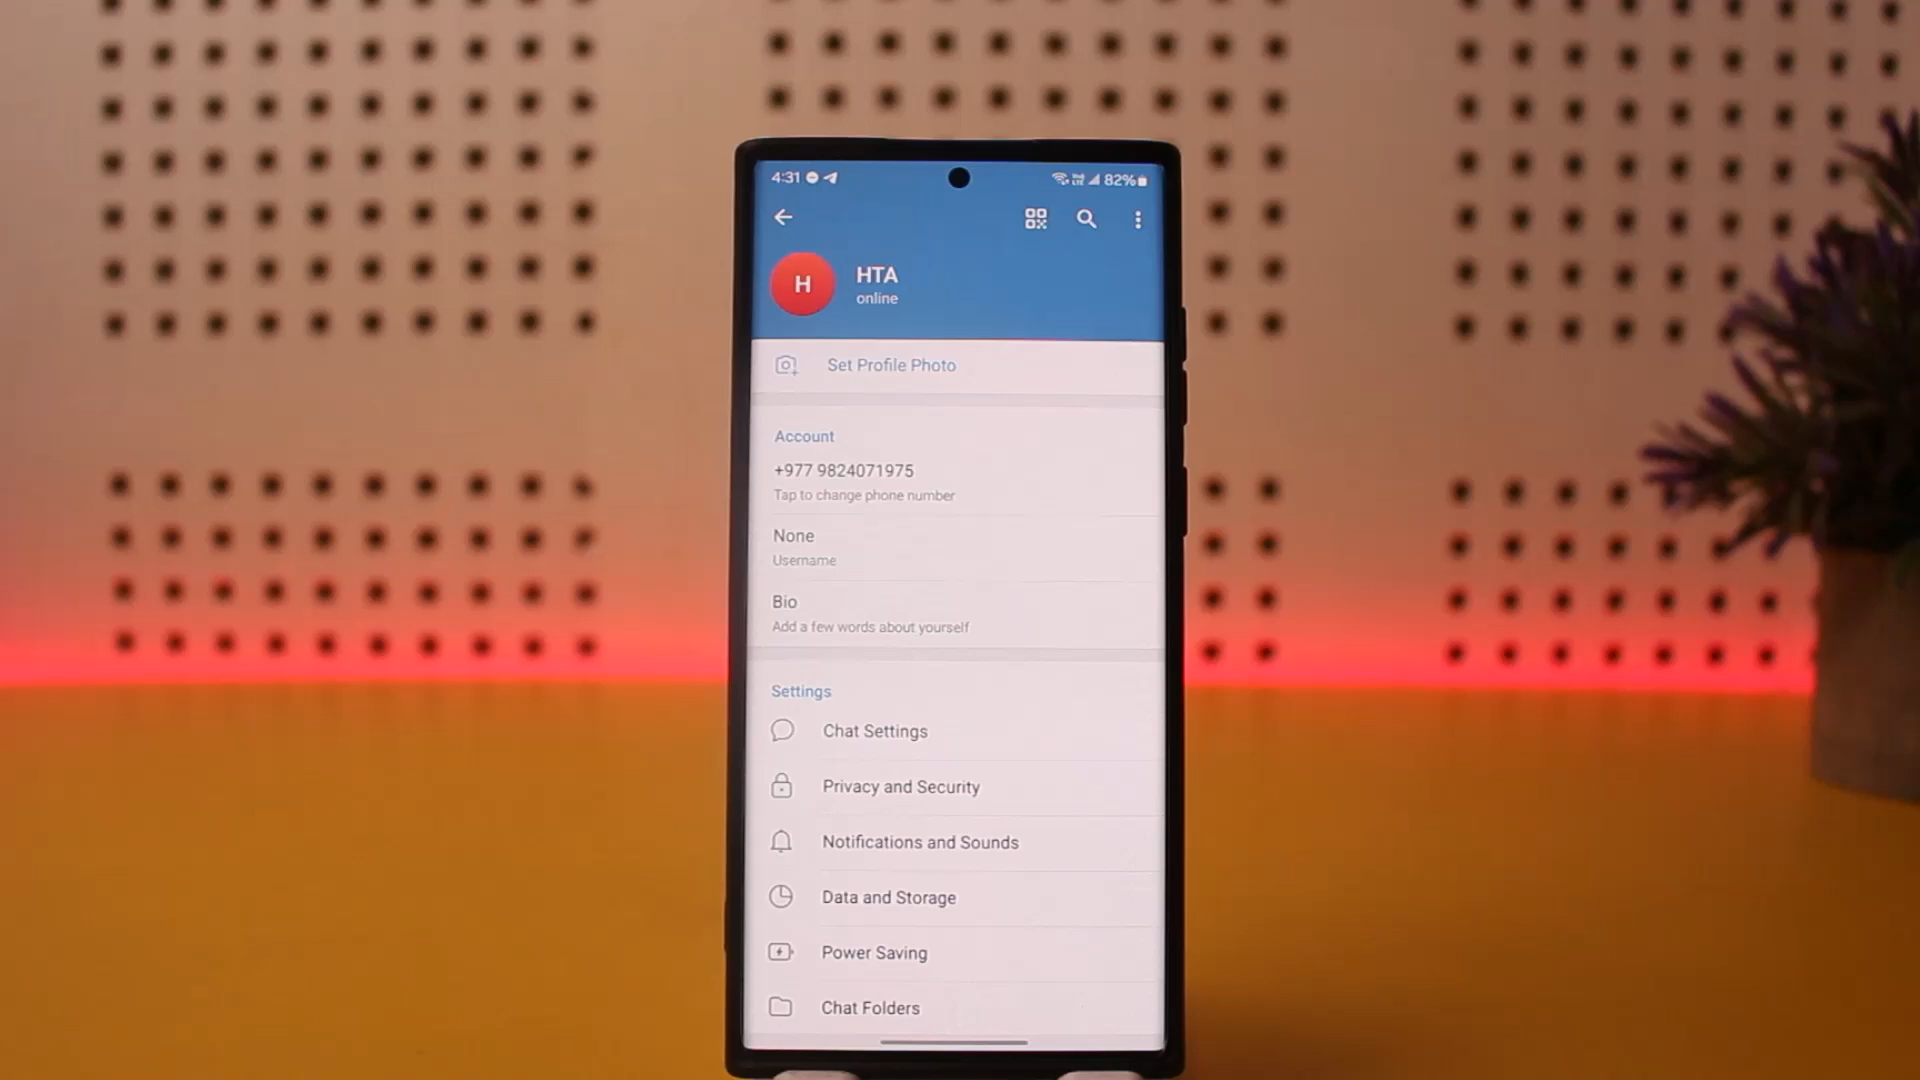 4:31
82%
H
HTA
online
Set Profile Photo
Account
+977 9824071975
Tap to change phone number
None
Username
Bio
Add a few words about yourself
Settings
Chat Settings
Privacy and Security
Notifications and Sounds
Data and Storage
Power Saving
Chat Folders